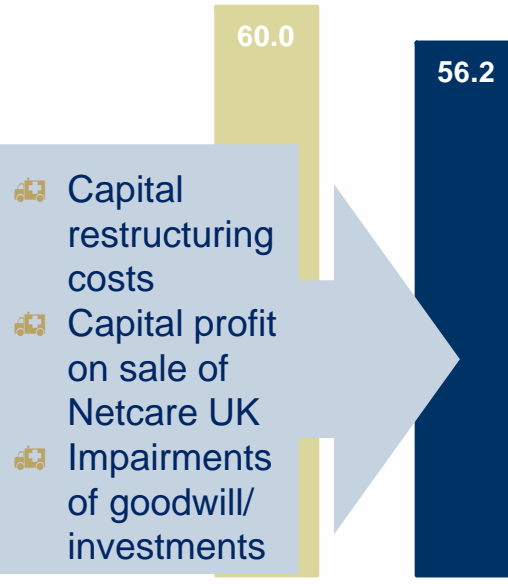 60.0
56.2
Capital
restructuring
costs
Capital profit
on sale of
Netcare UK
Impairments
of goodwill/
investments